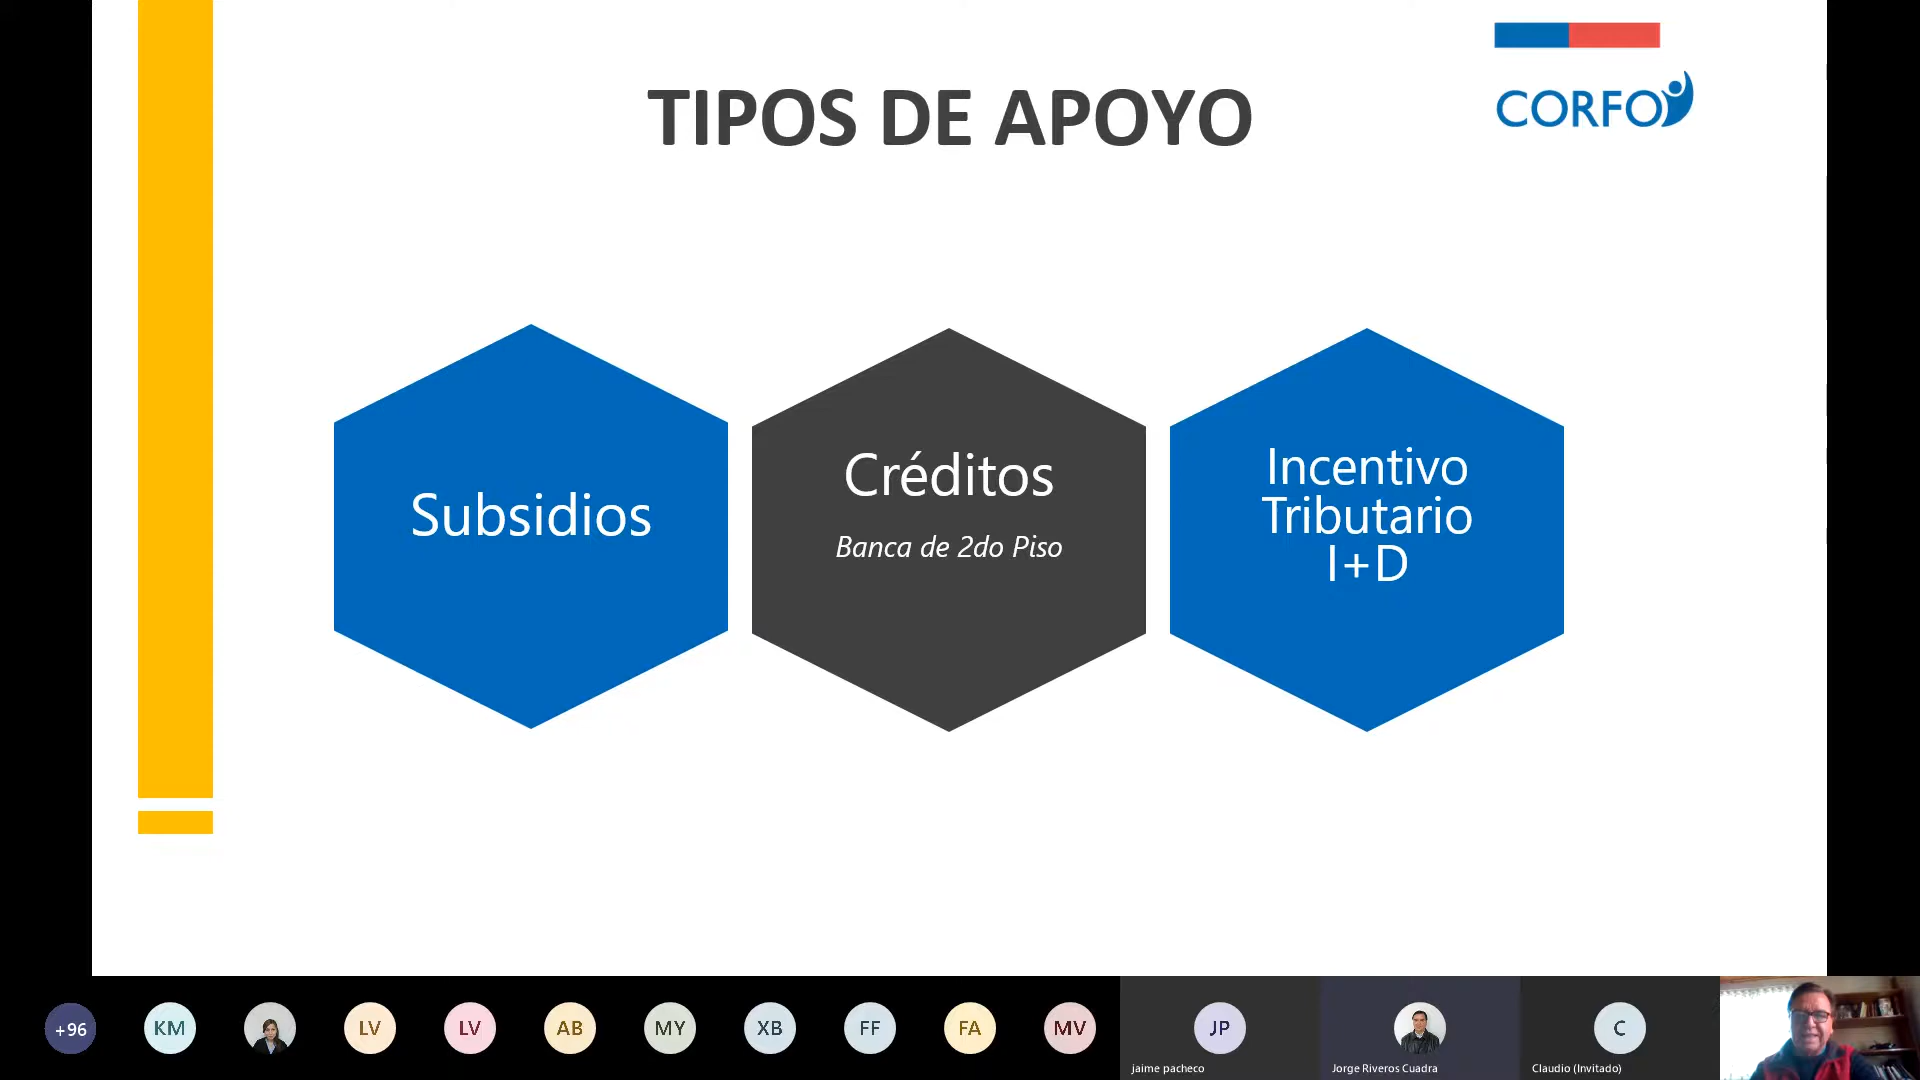 TIPOS DE APOYO
CORFO
Subsidios
Créditos
Banca de 2do Piso
Incentivo
Tributario
I+D
+96
KM
LV
LV
AB
MY
XB
FF
FA
MV
JP
C
jaime pacheco
Jorge Riveros Cuadra
Claudio (Invitado)